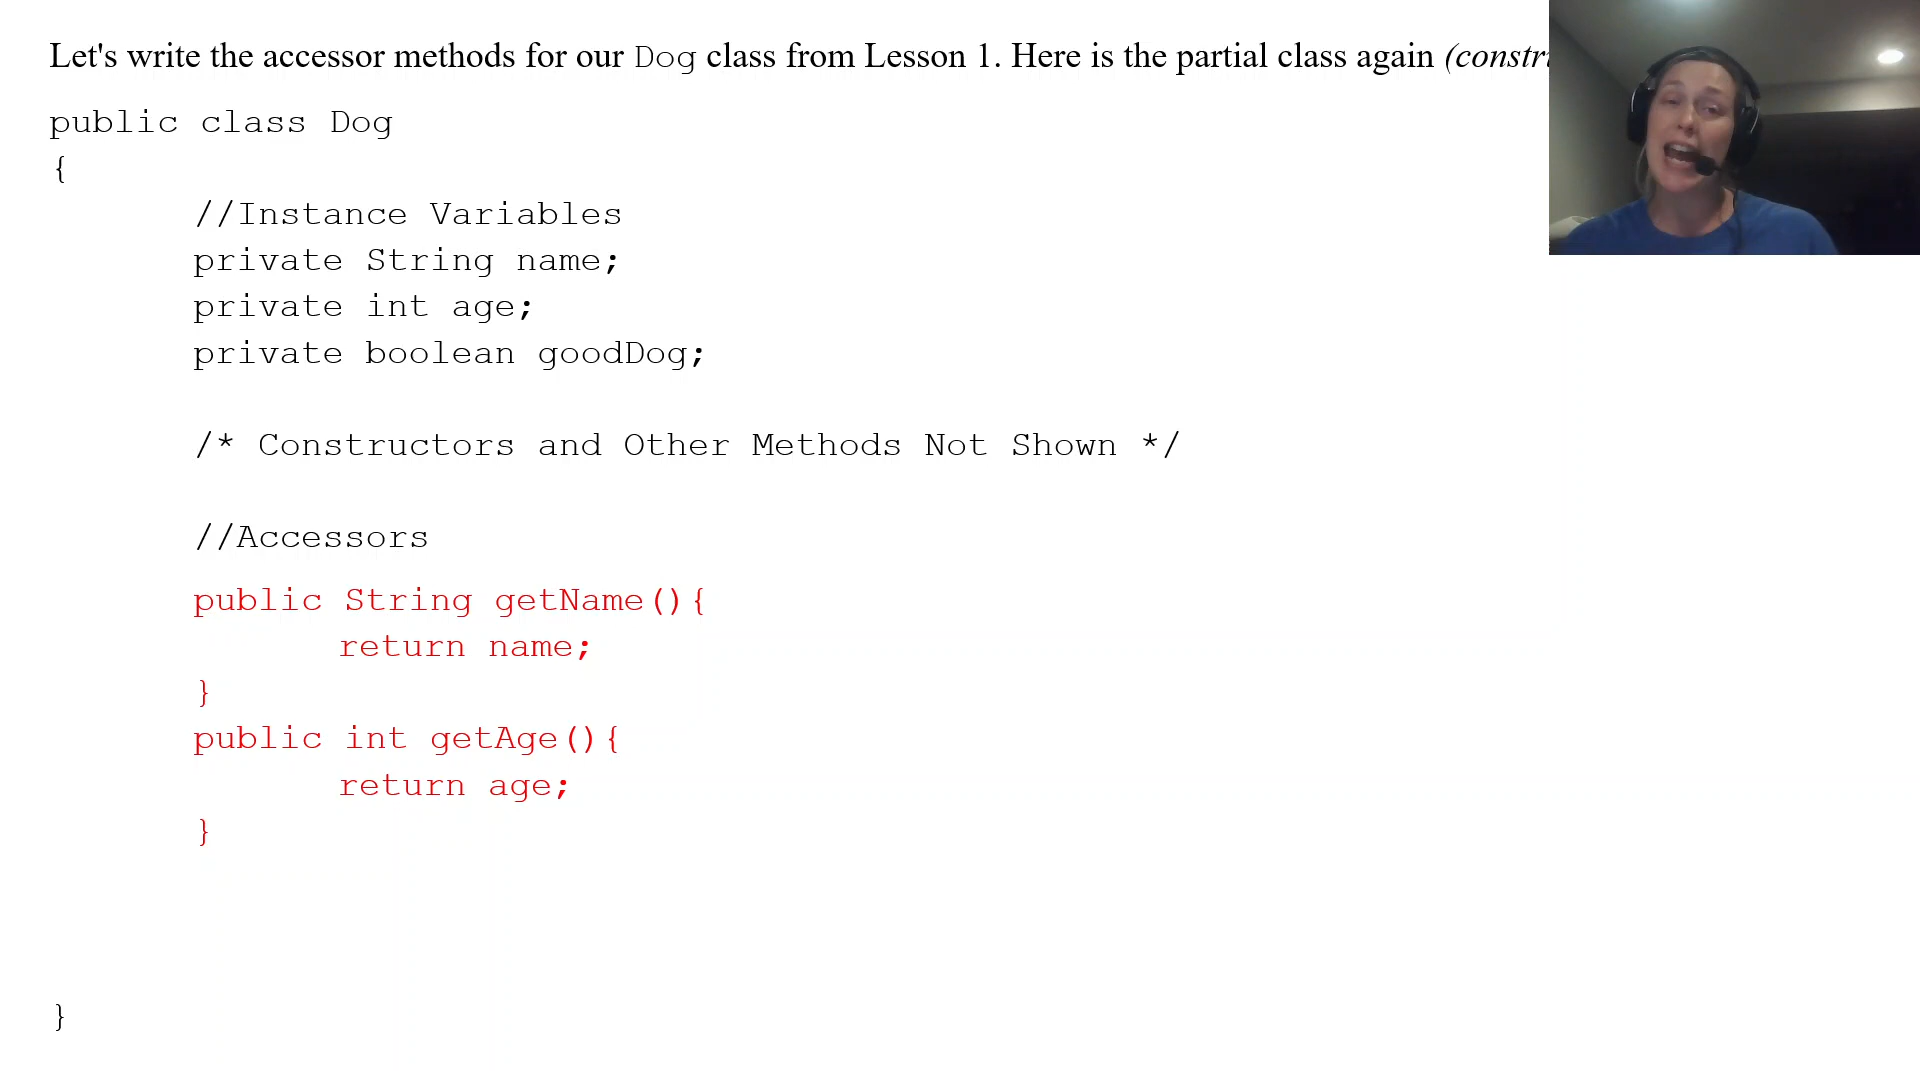 Let's write the accessor methods for our Dog class from Lesson 1. Here is the partial class again
public class Dog
{
//Instance Variables
private String name;
private int age;
private boolean goodDog;
/* Constructors and Other Methods Not Shown */
//Accessors
public String getName(){
return name;
}
public int getAge(){
return age;
}
}